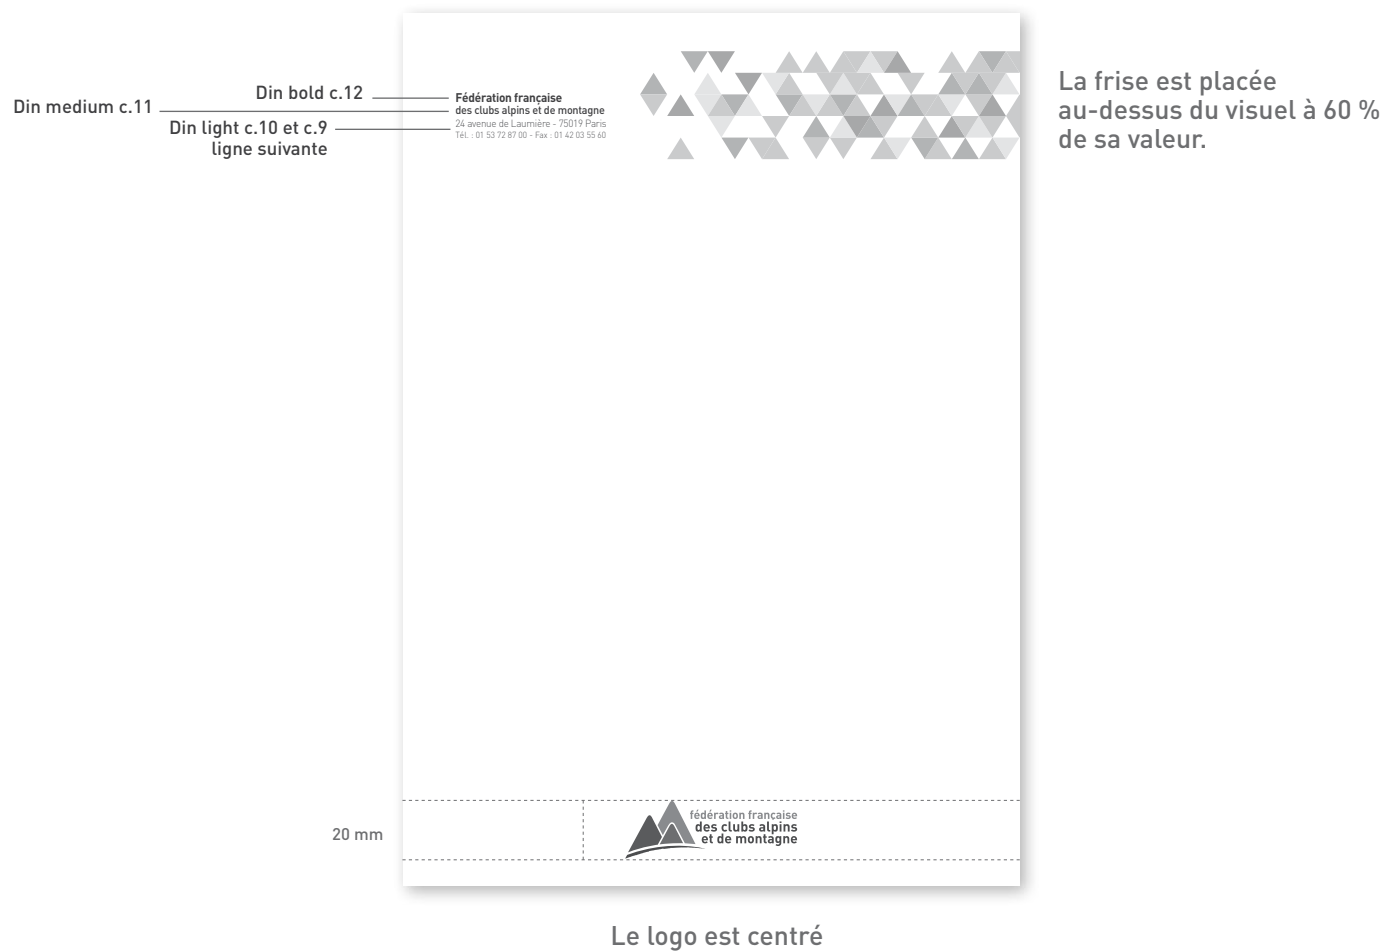 Din bold c.12
Din medium c.11
Din light c.10 et c.9
ligne suivante
Fédération française
des clubs alpins et de montagne
24 avenue de Laumière - 75019 Paris
Tél. : 01 53 72 87 00 - Fax : 01 42 03 55 60
La frise est placée
au-dessus du visuel à 60 %
de sa valeur.
20 mm
fédération française
des clubs alpins
et de montagne
Le logo est centré